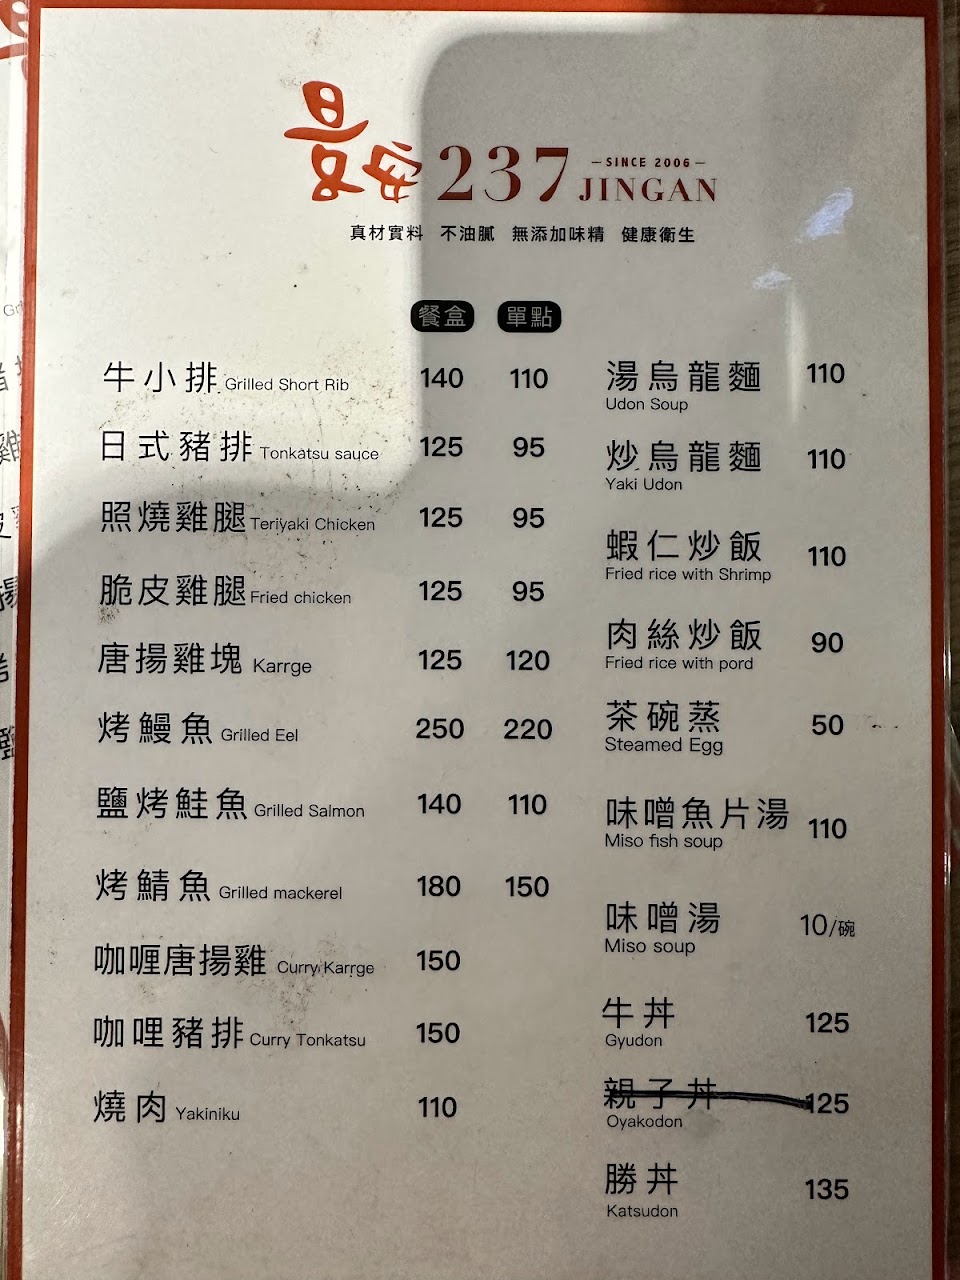 晶安 237 —SINCE 2006— JINGAN
真材實料 不油膩 無添加味精 健康衛生
餐盒 單點
牛小排 Grilled Short Rib 140 110
日式豬排 Tonkatsu sauce 125 95
照燒雞腿 Teriyaki Chicken 125 95
脆皮雞腿 Fried chicken 125 95
唐揚雞塊 Karrge 125 120
烤鰻魚 Grilled Eel 250 220
鹽烤鮭魚 Grilled Salmon 140 110
烤鯖魚 Grilled mackerel 180 150
咖喱唐揚雞 Curry Karrge 150
咖哩豬排 Curry Tonkatsu 150
燒肉 Yakiniku 110
湯烏龍麵 110
Udon Soup
炒烏龍麵 110
Yaki Udon
蝦仁炒飯 110
Fried rice with Shrimp
肉絲炒飯 90
Fried rice with pord
茶碗蒸 50
Steamed Egg
味噌魚片湯 110
Miso fish soup
味噌湯 10/碗
Miso soup
牛丼 125
Gyudon
親子丼 125
Oyakodon
勝丼 135
Katsudon